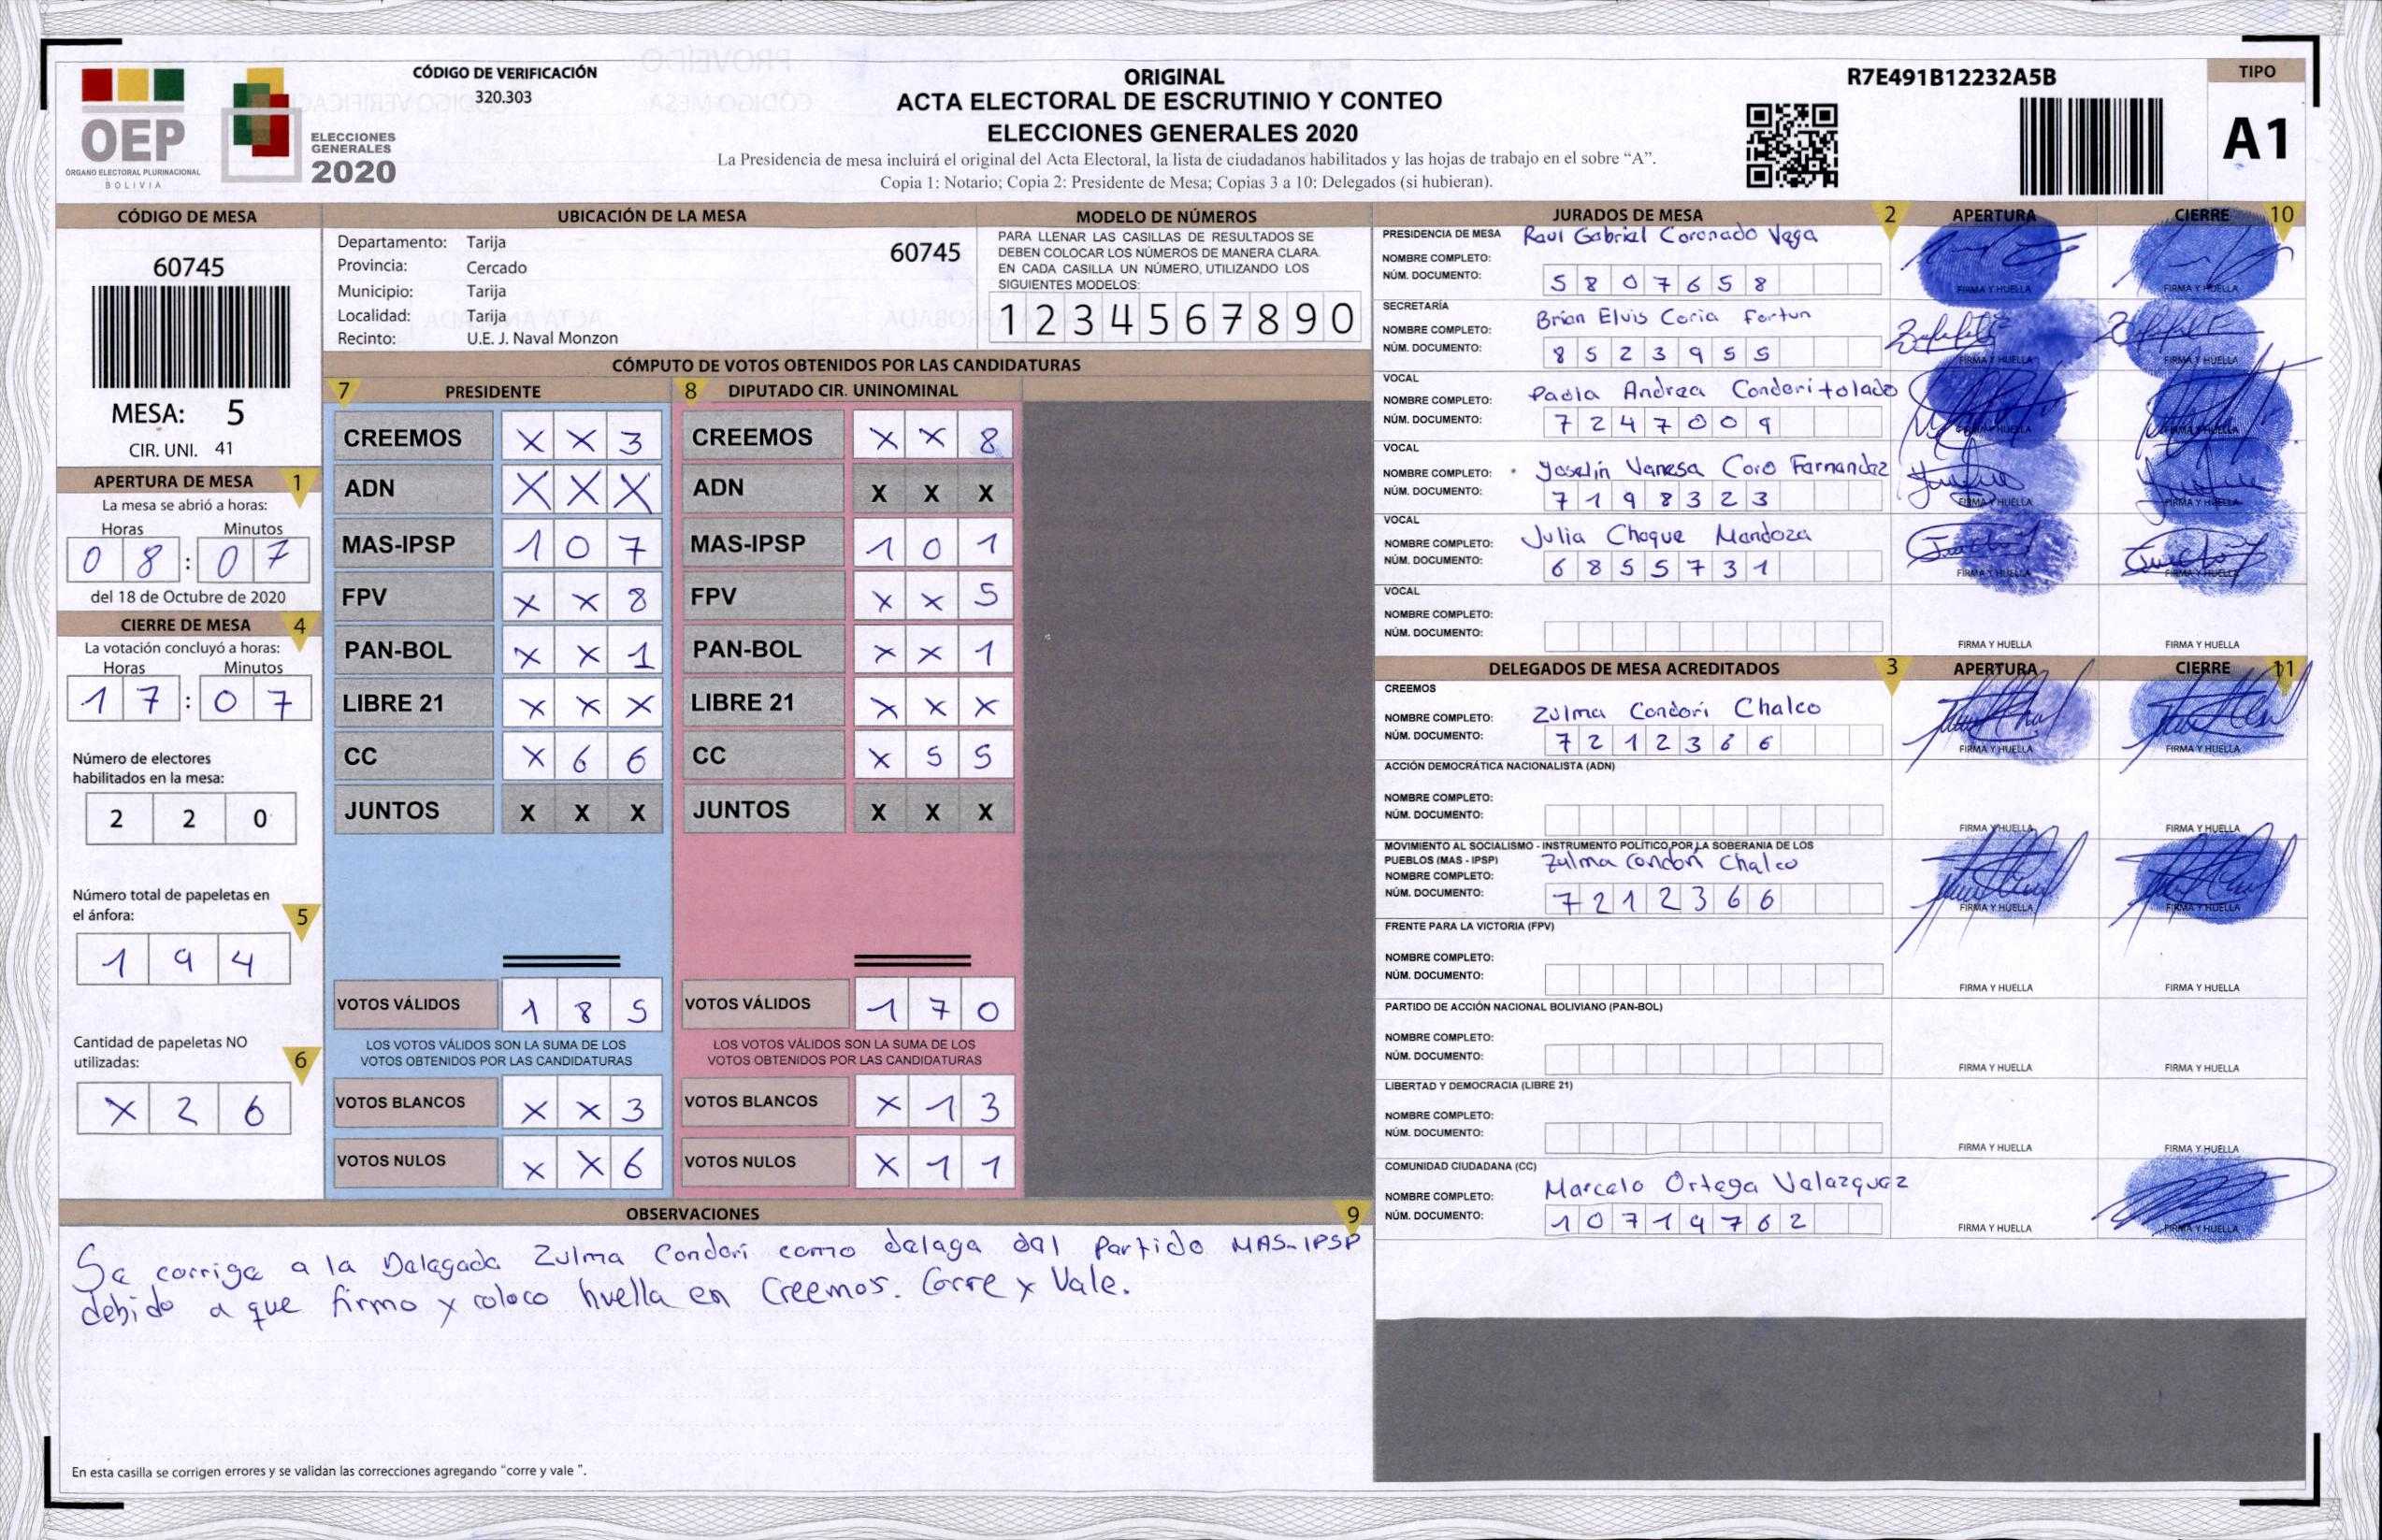 CÓDIGO DE VERIFICACIÓN
320.303
OEP
ÓRGANO ELECTORAL PLURINACIONAL
BOLIVIA
ELECCIONES
GENERALES
2020
ORIGINAL
ACTA ELECTORAL DE ESCRUTINIO Y CONTEO
ELECCIONES GENERALES 2020
La Presidencia de mesa incluirá el original del Acta Electoral, la lista de ciudadanos habilitados y las hojas de trabajo en el sobre “A”.
Copia 1: Notario; Copia 2: Presidente de Mesa; Copias 3 a 10: Delegados (si hubieran).
R7E491B12232A5B
TIPO
A1
CÓDIGO DE MESA
60745
MESA: 5
CIR. UNI. 41
APERTURA DE MESA 1
La mesa se abrió a horas:
Horas Minutos
0 8 : 0 7
del 18 de Octubre de 2020
CIERRE DE MESA 4
La votación concluyó a horas:
Horas Minutos
1 7 : 0 7
Número de electores
habilitados en la mesa:
2 2 0
Número total de papeletas en
el ánfora:
5
1 9 4
Cantidad de papeletas NO
utilizadas:
6
X 2 6
UBICACIÓN DE LA MESA
Departamento: Tarija
60745
Provincia: Cercado
Municipio: Tarija
Localidad: Tarija
Recinto: U.E. J. Naval Monzon
MODELO DE NÚMEROS
PARA LLENAR LAS CASILLAS DE RESULTADOS SE
DEBEN COLOCAR LOS NÚMEROS DE MANERA CLARA.
EN CADA CASILLA UN NÚMERO, UTILIZANDO LOS
SIGUIENTES MODELOS:
1 2 3 4 5 6 7 8 9 0
CÓMPUTO DE VOTOS OBTENIDOS POR LAS CANDIDATURAS
7 PRESIDENTE
CREEMOS X X 3
ADN X X X
MAS-IPSP 1 0 7
FPV X X 8
PAN-BOL X X 1
LIBRE 21 X X X
CC X 6 6
JUNTOS X X X
VOTOS VÁLIDOS 1 8 5
LOS VOTOS VÁLIDOS SON LA SUMA DE LOS
VOTOS OBTENIDOS POR LAS CANDIDATURAS
VOTOS BLANCOS X X 3
VOTOS NULOS X X 6
8 DIPUTADO CIR. UNINOMINAL
CREEMOS X X 8
ADN X X X
MAS-IPSP 1 0 1
FPV X X 5
PAN-BOL X X 1
LIBRE 21 X X X
CC X 5 5
JUNTOS X X X
VOTOS VÁLIDOS 1 7 0
LOS VOTOS VÁLIDOS SON LA SUMA DE LOS
VOTOS OBTENIDOS POR LAS CANDIDATURAS
VOTOS BLANCOS X 1 3
VOTOS NULOS X 1 1
OBSERVACIONES 9
Se corrige a la Delegada Zulma Condori como delega del Partido MAS-IPSP
debido a que firmo y coloco huella en Creemos. Corre y Vale.
En esta casilla se corrigen errores y se validan las correcciones agregando “corre y vale ”.
JURADOS DE MESA 2 APERTURA CIERRE 10
PRESIDENCIA DE MESA Raul Gabriel Coronado Vega
NOMBRE COMPLETO:
NÚM. DOCUMENTO: 5 8 0 7 6 5 8
FIRMA Y HUELLA FIRMA Y HUELLA
SECRETARÍA
NOMBRE COMPLETO: Brian Elvis Coria Fortun
NÚM. DOCUMENTO: 8 5 2 3 9 5 5
FIRMA Y HUELLA FIRMA Y HUELLA
VOCAL
NOMBRE COMPLETO: Paola Andrea Condori tolado
NÚM. DOCUMENTO: 7 2 4 7 0 0 9
FIRMA Y HUELLA FIRMA Y HUELLA
VOCAL
NOMBRE COMPLETO: Yoselin Vanesa Coro Fernandez
NÚM. DOCUMENTO: 7 1 9 8 3 2 3
FIRMA Y HUELLA FIRMA Y HUELLA
VOCAL
NOMBRE COMPLETO: Julia Choque Mendoza
NÚM. DOCUMENTO: 6 8 5 5 7 3 1
FIRMA Y HUELLA FIRMA Y HUELLA
VOCAL
NOMBRE COMPLETO:
NÚM. DOCUMENTO:
FIRMA Y HUELLA FIRMA Y HUELLA
DELEGADOS DE MESA ACREDITADOS 3 APERTURA CIERRE 11
CREEMOS
NOMBRE COMPLETO: Zulma Condori Chalco
NÚM. DOCUMENTO: 7 2 1 2 3 6 6
FIRMA Y HUELLA FIRMA Y HUELLA
ACCIÓN DEMOCRÁTICA NACIONALISTA (ADN)
NOMBRE COMPLETO:
NÚM. DOCUMENTO:
FIRMA Y HUELLA FIRMA Y HUELLA
MOVIMIENTO AL SOCIALISMO - INSTRUMENTO POLÍTICO POR LA SOBERANIA DE LOS
PUEBLOS (MAS - IPSP) Zulma Condori Chalco
NOMBRE COMPLETO:
NÚM. DOCUMENTO: 7 2 1 2 3 6 6
FIRMA Y HUELLA FIRMA Y HUELLA
FRENTE PARA LA VICTORIA (FPV)
NOMBRE COMPLETO:
NÚM. DOCUMENTO:
FIRMA Y HUELLA FIRMA Y HUELLA
PARTIDO DE ACCIÓN NACIONAL BOLIVIANO (PAN-BOL)
NOMBRE COMPLETO:
NÚM. DOCUMENTO:
FIRMA Y HUELLA FIRMA Y HUELLA
LIBERTAD Y DEMOCRACIA (LIBRE 21)
NOMBRE COMPLETO:
NÚM. DOCUMENTO:
FIRMA Y HUELLA FIRMA Y HUELLA
COMUNIDAD CIUDADANA (CC)
NOMBRE COMPLETO: Marcelo Ortega Velazquez
NÚM. DOCUMENTO: 1 0 7 1 9 7 6 2
FIRMA Y HUELLA FIRMA Y HUELLA